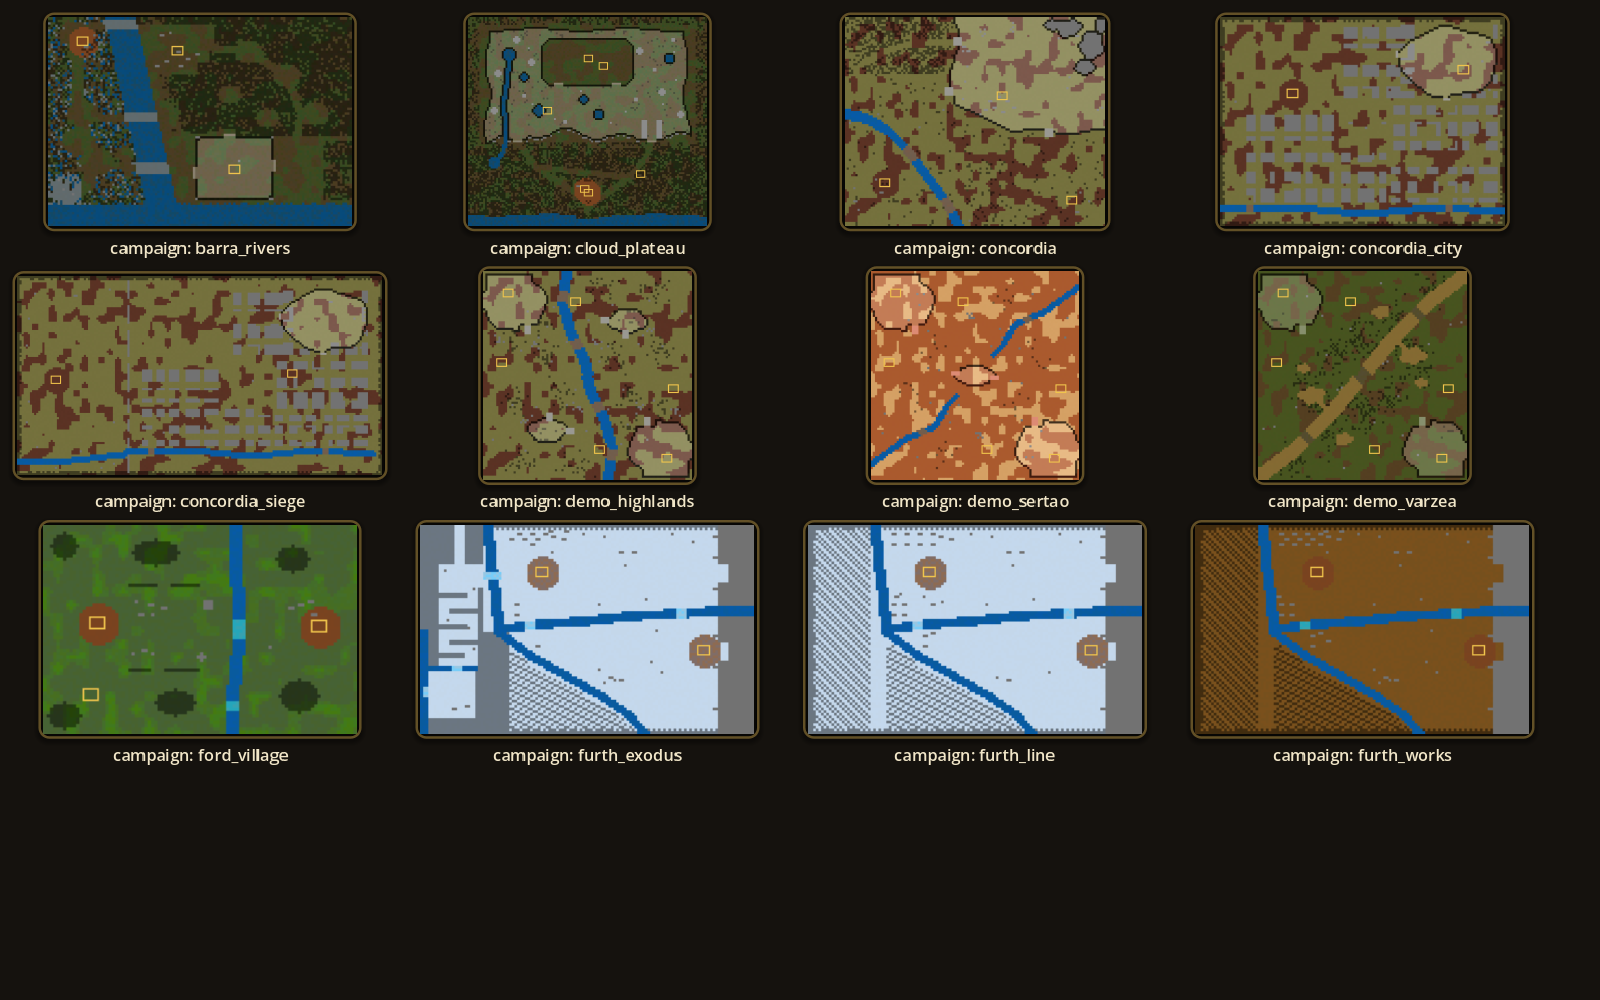 campaign: barra_rivers
campaign: cloud_plateau
campaign: concordia
campaign: concordia_city
campaign: concordia_siege
campaign: demo_highlands
campaign: demo_sertao
campaign: demo_varzea
campaign: ford_village
campaign: furth_exodus
campaign: furth_line
campaign: furth_works